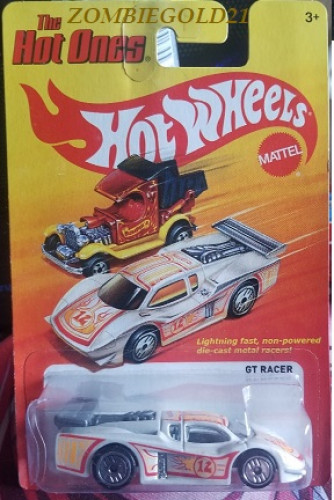 ZOMBIEGOLD21
The
Hot Ones
3+
Hot Wheels
MATTEL
14
12
Lightning fast, non-powered
die-cast metal racers!
GT RACER
12